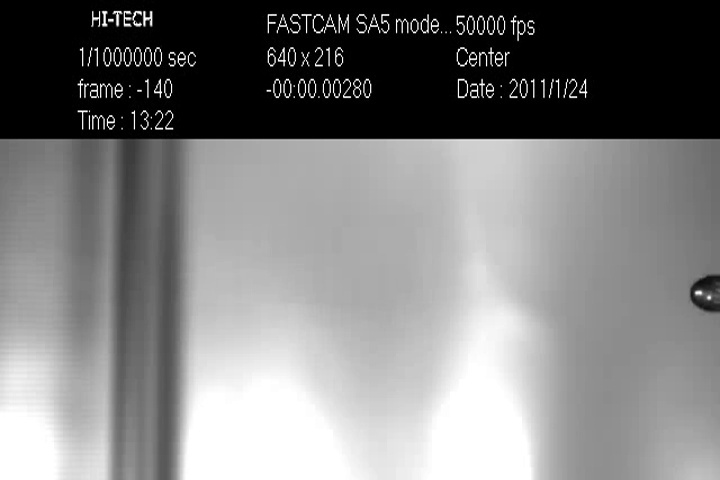 HI-TECH FASTCAM SA5 mode... 50000 fps
1/1000000 sec 640 x 216 Center
frame : -140 -00:00.00280 Date : 2011/1/24
Time : 13:22